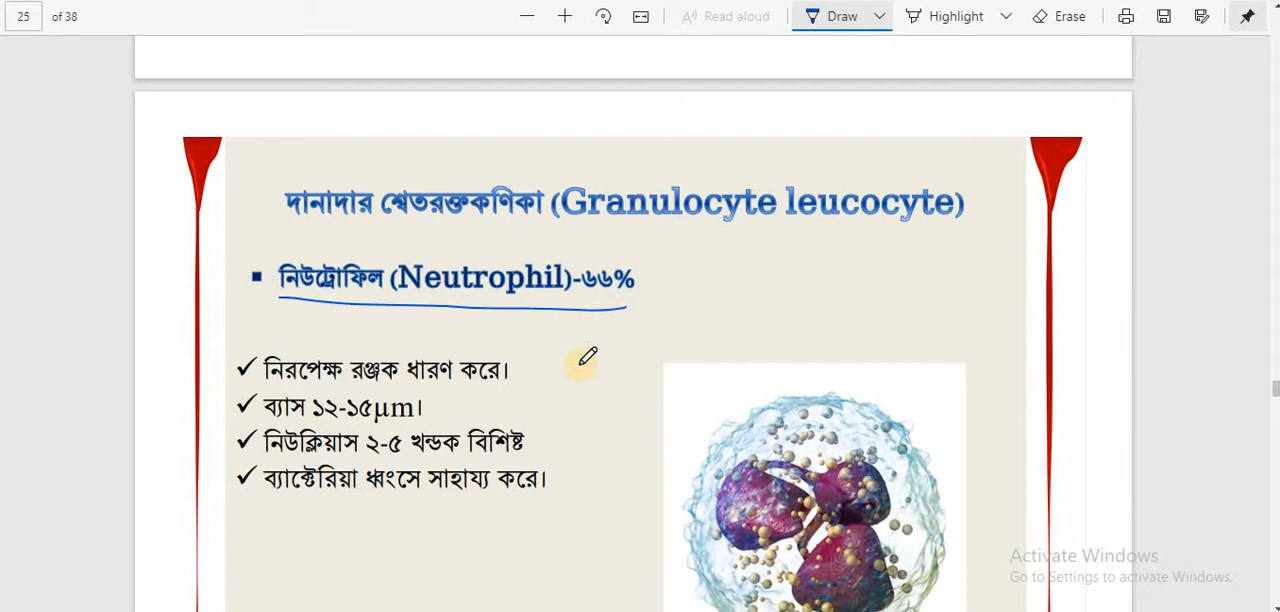 25 of 38 Read aloud Draw Highlight Erase
দানাদার শ্বেতরক্তকণিকা (Granulocyte leucocyte)
▪ নিউট্রোফিল (Neutrophil)-৬৬%
✓ নিরপেক্ষ রঞ্জক ধারণ করে।
✓ ব্যাস ১২-১৫μm।
✓ নিউক্লিয়াস ২-৫ খন্ডক বিশিষ্ট
✓ ব্যাক্টেরিয়া ধ্বংসে সাহায্য করে।
Activate Windows
Go to Settings to activate Windows.